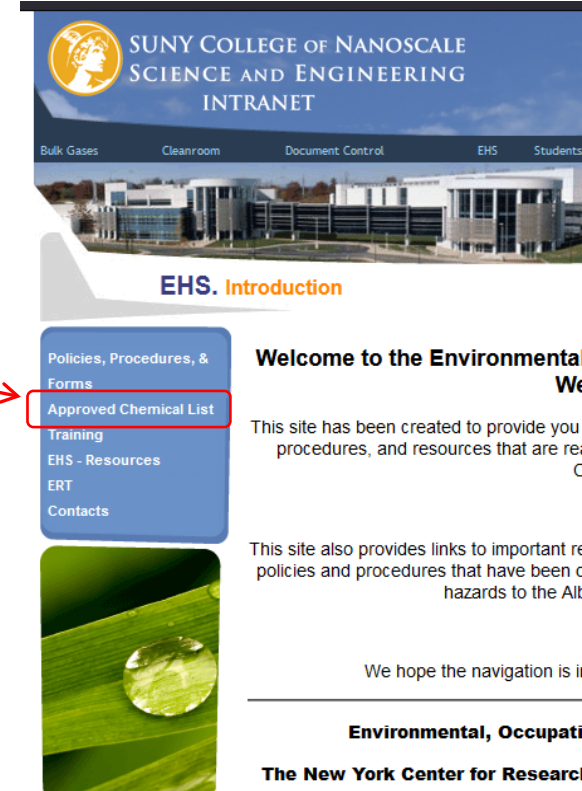 SUNY COLLEGE OF NANOSCALE
SCIENCE AND ENGINEERING
INTRANET
Bulk Gases Cleanroom Document Control EHS Students
EHS. Introduction
Policies, Procedures, &
Forms
Approved Chemical List
Training
EHS - Resources
ERT
Contacts
Welcome to the Environmental
We
This site has been created to provide you
procedures, and resources that are rea
C
This site also provides links to important re
policies and procedures that have been c
hazards to the Alb
We hope the navigation is i
Environmental, Occupati
The New York Center for Research